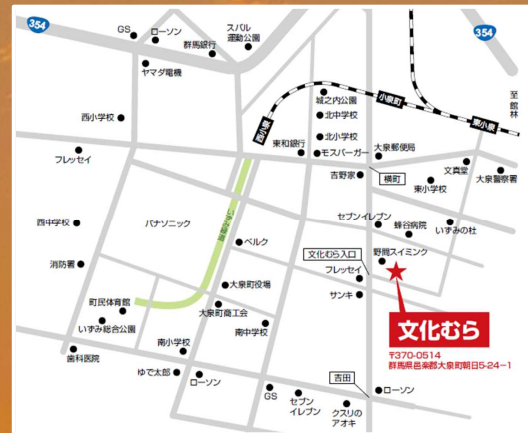 354
GS
ローソン
スバル
運動公園
群馬銀行
ヤマダ電機
354
至
館
林
城之内公園
小泉町
東小泉
西小泉
西小学校
北中学校
北小学校
東和銀行
モスバーガー
大泉郵便局
文真堂
大泉警察署
フレッセイ
吉野家
横町
東小学校
セブンイレブン
蜂谷病院
いずみの杜
西中学校
パナソニック
ベルク
文化むら入口
野間スイミング
消防署
フレッセイ
大泉町役場
サンキ
町民体育館
大泉町商工会
いずみ総合公園
南中学校
文化むら
〒370-0514
群馬県邑楽郡大泉町朝日5-24-1
南小学校
歯科医院
ゆで太郎
ローソン
吉田
GS
セブン
イレブン
クスリの
アオキ
ローソン